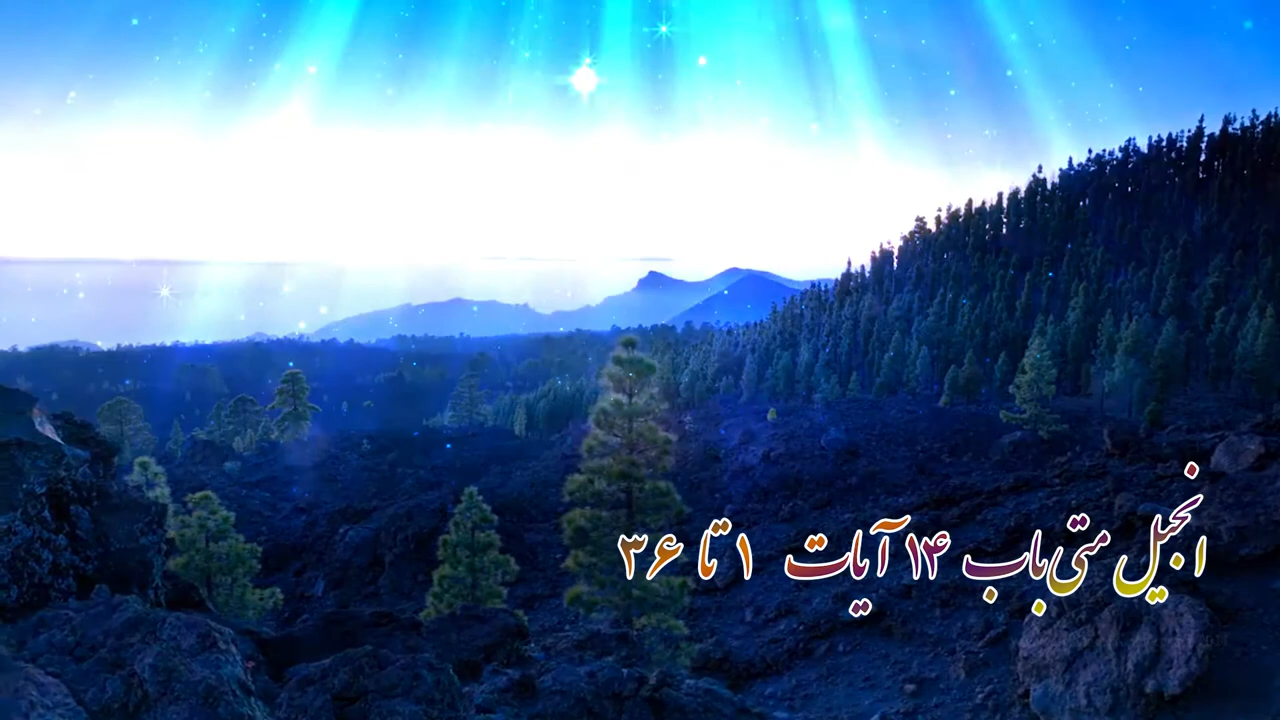 انجیل متی باب ۱۴ آیات ۱ تا ۳۶